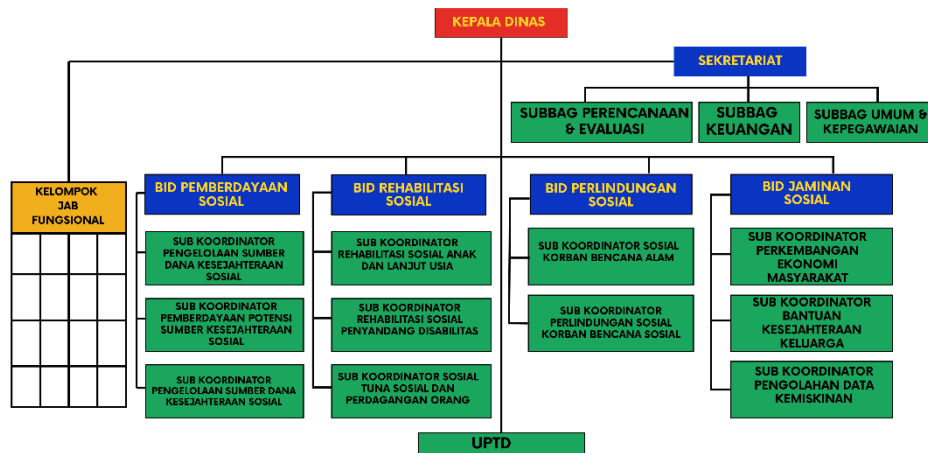 KEPALA DINAS
SEKRETARIAT
SUBBAG PERENCANAAN
& EVALUASI
SUBBAG
KEUANGAN
SUBBAG UMUM &
KEPEGAWAIAN
KELOMPOK
JAB
FUNGSIONAL
BID PEMBERDAYAAN
SOSIAL
SUB KOORDINATOR
PENGELOLAAN SUMBER
DANA KESEJAHTERAAN
SOSIAL
SUB KOORDINATOR
PEMBERDAYAAN POTENSI
SUMBER KESEJAHTERAAN
SOSIAL
SUB KOORDINATOR
PENGELOLAAN SUMBER DANA
KESEJAHTERAAN SOSIAL
BID REHABILITASI
SOSIAL
SUB KOORDINATOR
REHABILITASI SOSIAL ANAK
DAN LANJUT USIA
SUB KOORDINATOR
REHABILITASI SOSIAL
PENYANDANG DISABILITAS
SUB KOORDINATOR SOSIAL
TUNA SOSIAL DAN
PERDAGANGAN ORANG
BID PERLINDUNGAN
SOSIAL
SUB KOORDINATOR SOSIAL
KORBAN BENCANA ALAM
SUB KOORDINATOR
PERLINDUNGAN SOSIAL
KORBAN BENCANA SOSIAL
BID JAMINAN
SOSIAL
SUB KOORDINATOR
PERKEMBANGAN
EKONOMI
MASYARAKAT
SUB KOORDINATOR
BANTUAN
KESEJAHTERAAN
KELUARGA
SUB KOORDINATOR
PENGOLAHAN DATA
KEMISKINAN
UPTD